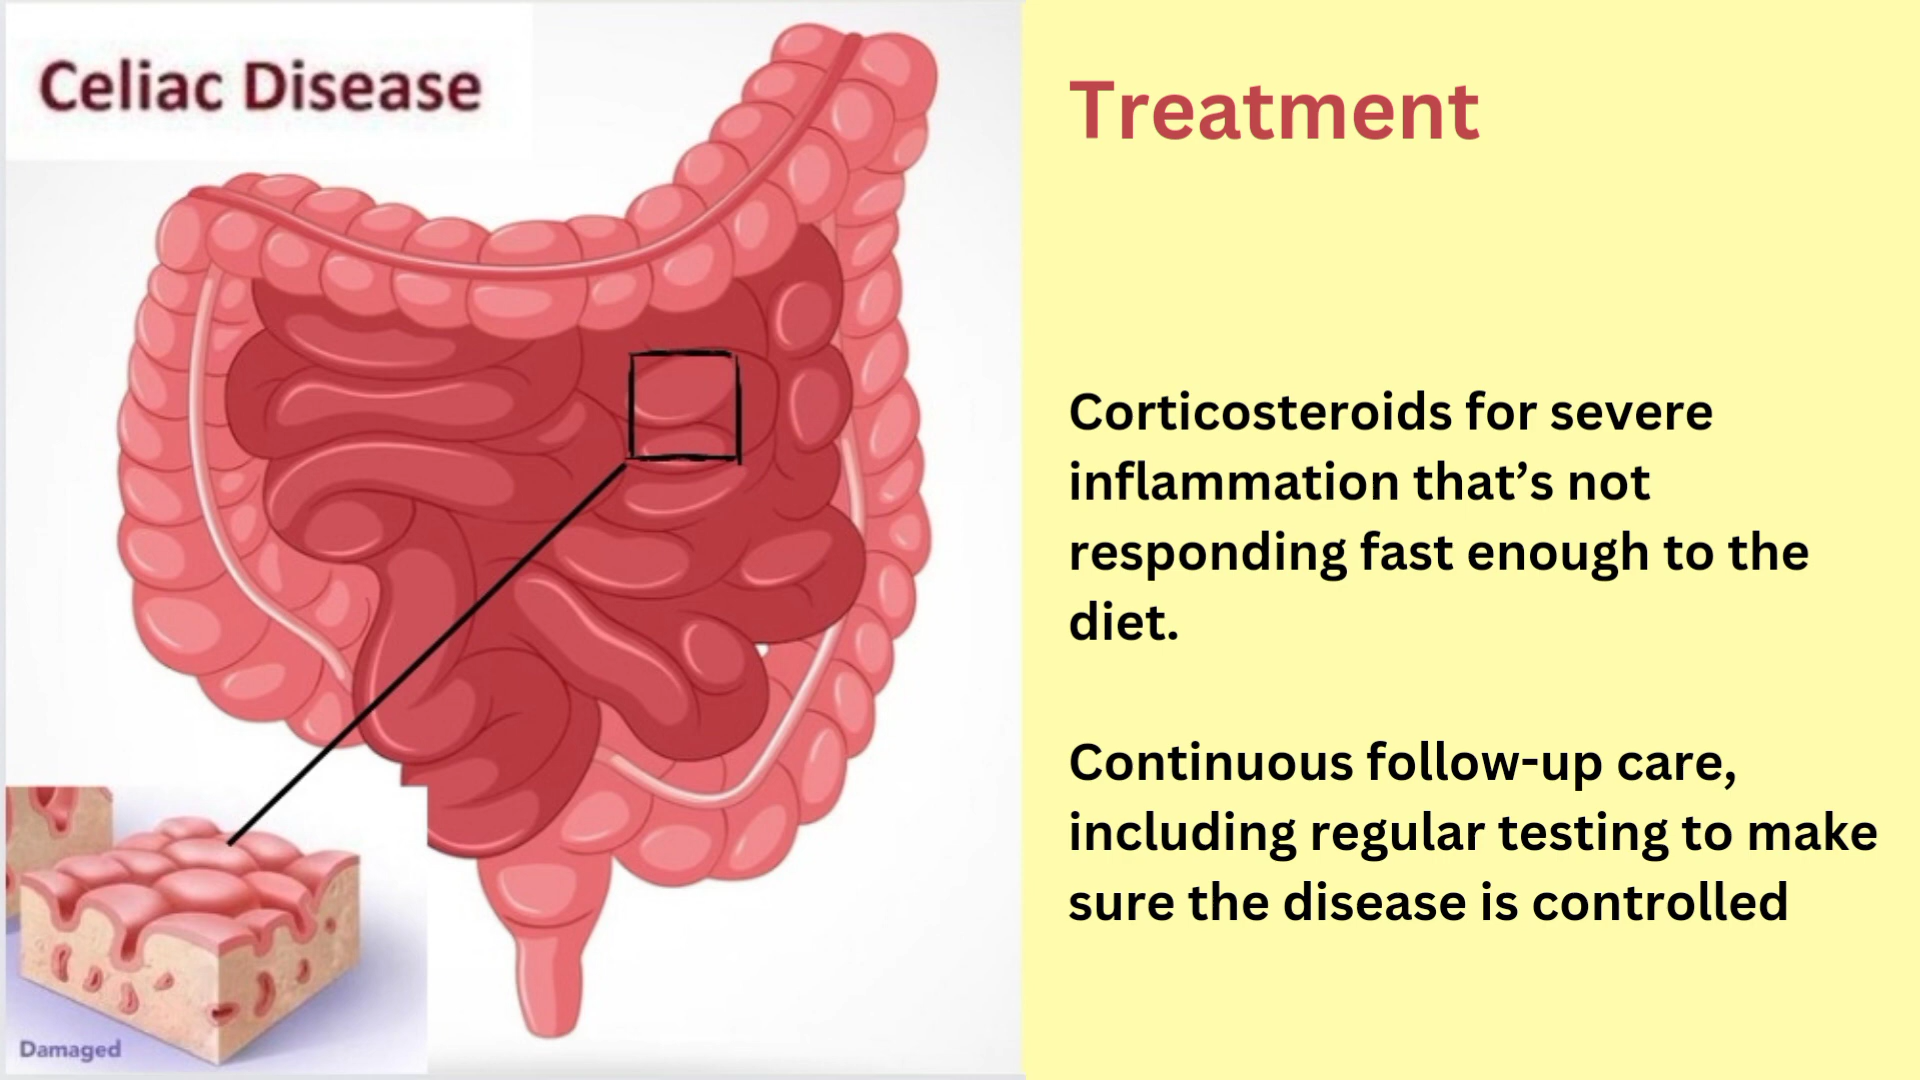 Celiac Disease
Treatment
Corticosteroids for severe
inflammation that’s not
responding fast enough to the
diet.
Continuous follow-up care,
including regular testing to make
sure the disease is controlled
Damaged